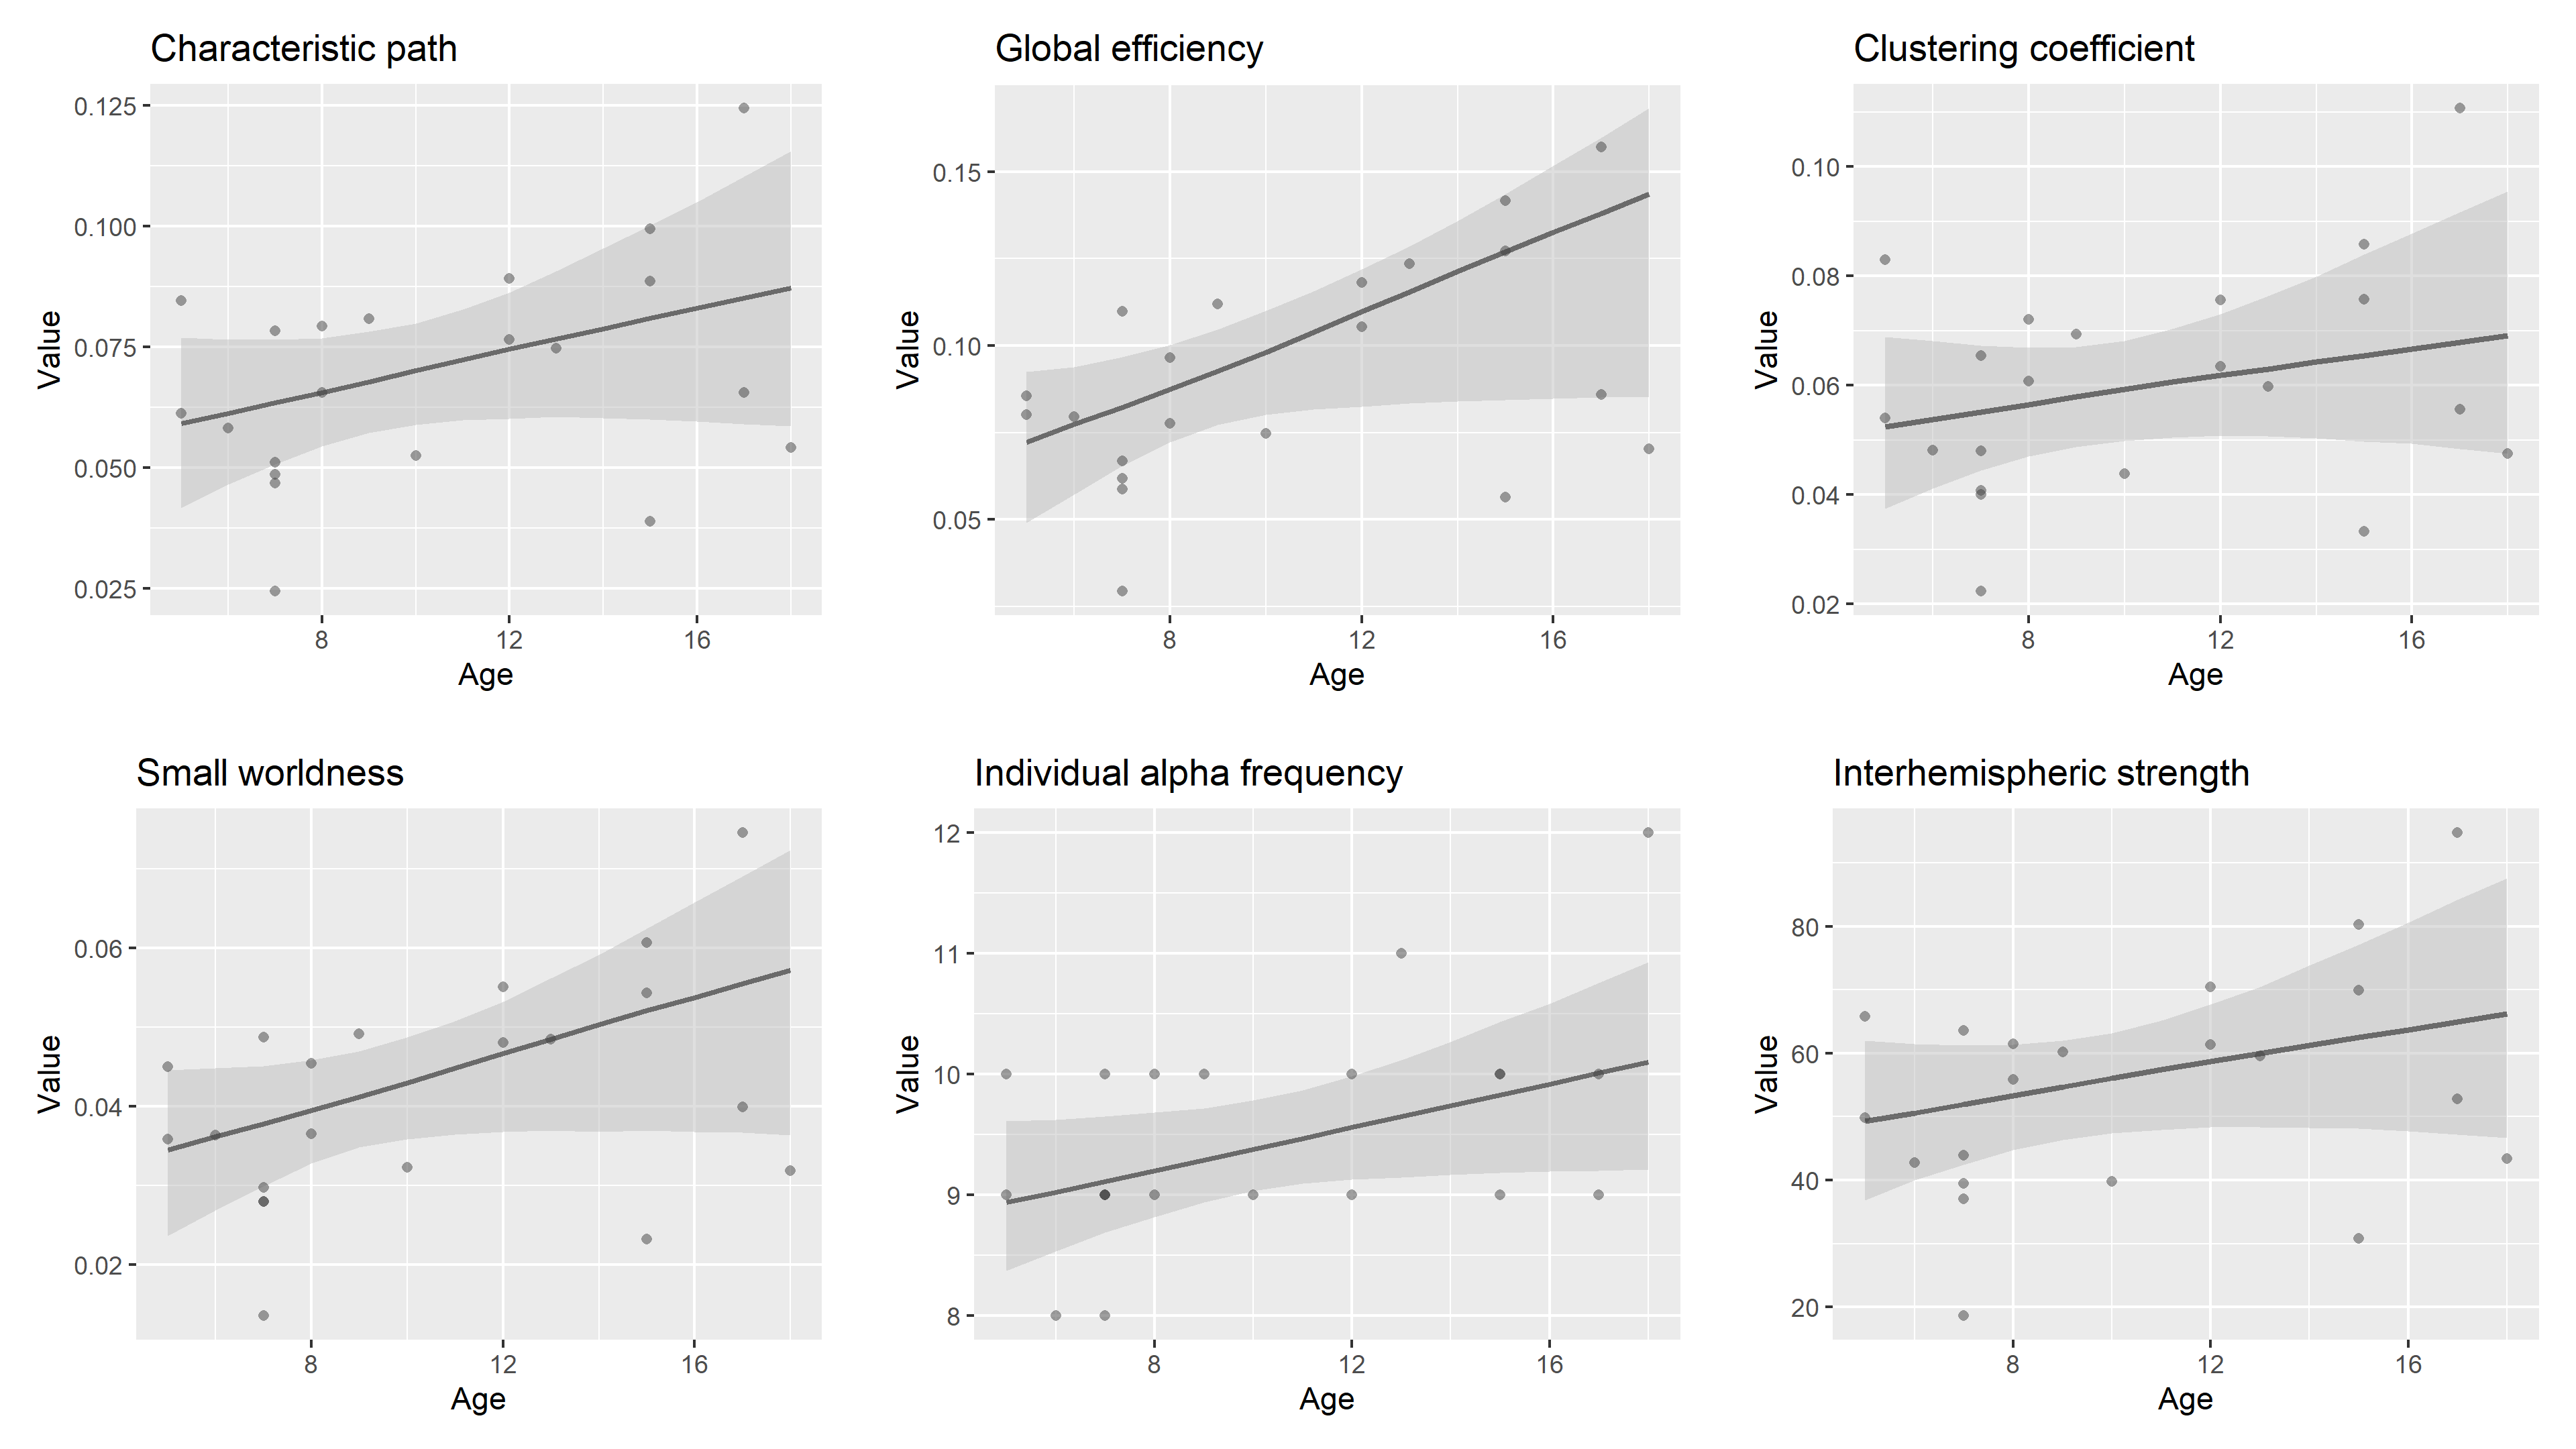 Characteristic path
Value
0.125
0.100
0.075
0.050
0.025
8 12 16
Age
Global efficiency
Value
0.15
0.10
0.05
8 12 16
Age
Clustering coefficient
Value
0.10
0.08
0.06
0.04
0.02
8 12 16
Age
Small worldness
Value
0.06
0.04
0.02
8 12 16
Age
Individual alpha frequency
Value
12
11
10
9
8
8 12 16
Age
Interhemispheric strength
Value
80
60
40
20
8 12 16
Age